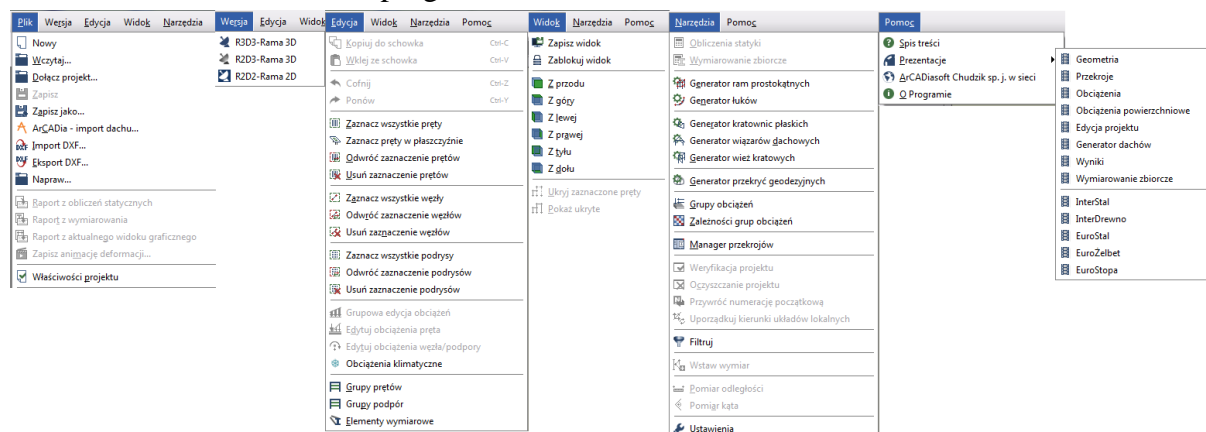 Plik Wersja Edycja Widok Narzędzia
Nowy
Wczytaj...
Dołącz projekt...
Zapisz
Zapisz jako...
ArCADia - import dachu...
Import DXF...
Eksport DXF...
Napraw...
Raport z obliczeń statycznych
Raport z wymiarowania
Raport z aktualnego widoku graficznego
Zapisz animację deformacji...
Właściwości projektu
Wersja Edycja Widok
R3D3-Rama 3D
R2D3-Rama 3D
R2D2-Rama 2D
Edycja Widok Narzędzia Pomoc
Kopiuj do schowka Ctrl-C
Wklej ze schowka Ctrl-V
Cofnij Ctrl-Z
Ponów Ctrl-Y
Zaznacz wszystkie pręty
Zaznacz pręty w płaszczyźnie
Odwróć zaznaczenie prętów
Usuń zaznaczenie prętów
Zaznacz wszystkie węzły
Odwróć zaznaczenie węzłów
Usuń zaznaczenie węzłów
Zaznacz wszystkie podrysy
Odwróć zaznaczenie podrysów
Usuń zaznaczenie podrysów
Grupowa edycja obciążeń
Edytuj obciążenia pręta
Edytuj obciążenia węzła/podpory
Obciążenia klimatyczne
Grupy prętów
Grupy podpór
Elementy wymiarowe
Widok Narzędzia Pomoc
Zapisz widok
Zablokuj widok
Z przodu
Z góry
Z lewej
Z prawej
Z tyłu
Z dołu
Ukryj zaznaczone pręty
Pokaż ukryte
Narzędzia Pomoc
Obliczenia statyki
Wymiarowanie zbiorcze
Generator ram prostokątnych
Generator łuków
Generator kratownic płaskich
Generator wiązarów dachowych
Generator wież kratowych
Generator przekryć geodezyjnych
Grupy obciążeń
Zależności grup obciążeń
Manager przekrojów
Weryfikacja projektu
Oczyszczanie projektu
Przywróć numerację początkową
Uporządkuj kierunki układów lokalnych
Filtruj
Wstaw wymiar
Pomiar odległości
Pomiar kąta
Ustawienia
Pomoc
Spis treści
Prezentacje
ArCADiasoft Chudzik sp. j. w sieci
O Programie
Geometria
Przekroje
Obciążenia
Obciążenia powierzchniowe
Edycja projektu
Generator dachów
Wyniki
Wymiarowanie zbiorcze
InterStal
InterDrewno
EuroStal
EuroŻelbet
EuroStopa